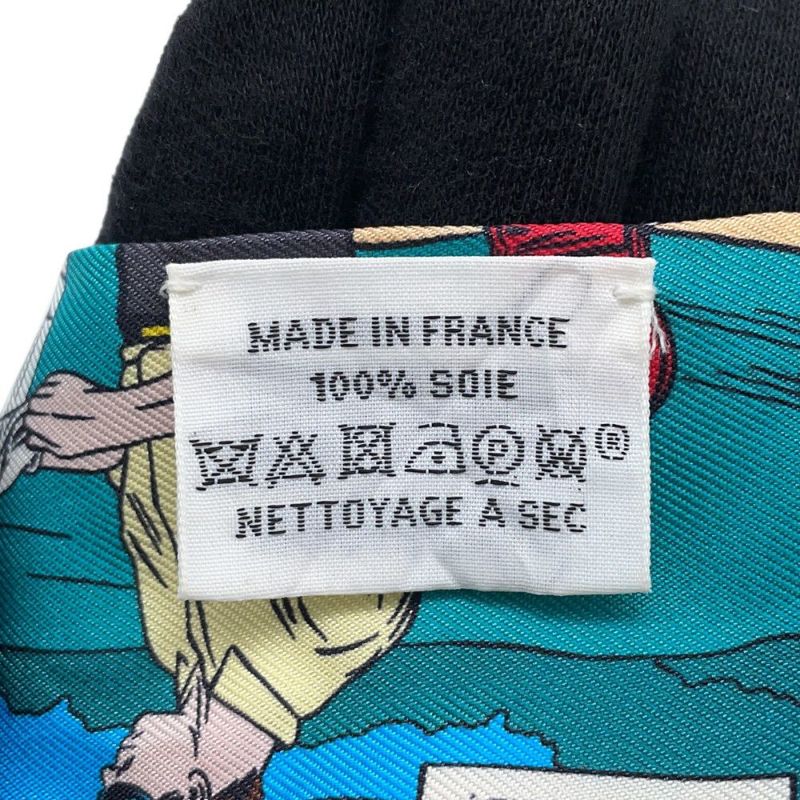 MADE IN FRANCE
100% SOIE
P ®
NETTOYAGE A SEC